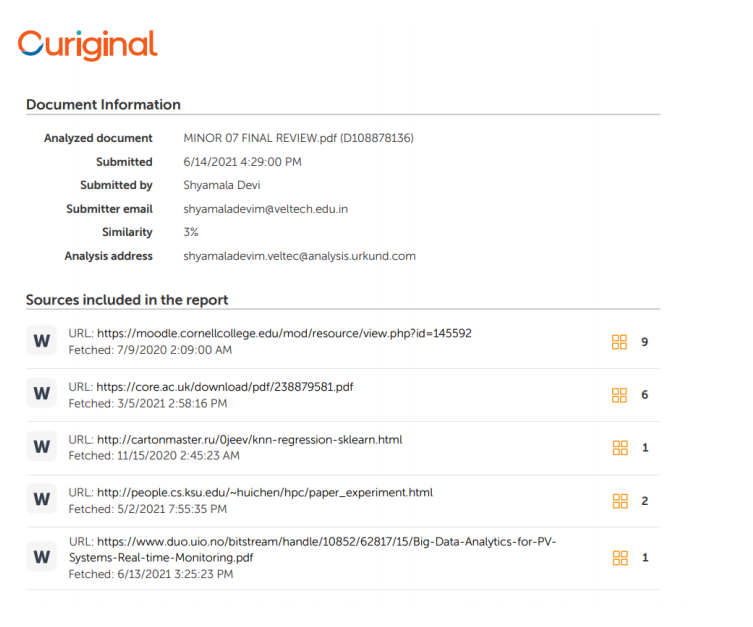 Ouriginal
Document Information
Analyzed document MINOR 07 FINAL REVIEW.pdf (D108878136)
Submitted 6/14/2021 4:29:00 PM
Submitted by Shyamala Devi
Submitter email shyamaladevim@veltech.edu.in
Similarity 3%
Analysis address shyamaladevim.veltec@analysis.urkund.com
Sources included in the report
W URL: https://moodle.cornellcollege.edu/mod/resource/view.php?id=145592 9
Fetched: 7/9/2020 2:09:00 AM
W URL: https://core.ac.uk/download/pdf/238879581.pdf 6
Fetched: 3/5/2021 2:58:16 PM
W URL: http://cartonmaster.ru/0jeev/knn-regression-sklearn.html 1
Fetched: 11/15/2020 2:45:23 AM
W URL: http://people.cs.ksu.edu/~huichen/hpc/paper_experiment.html 2
Fetched: 5/2/2021 7:55:35 PM
W URL: https://www.duo.uio.no/bitstream/handle/10852/62817/15/Big-Data-Analytics-for-PV-
Systems-Real-time-Monitoring.pdf 1
Fetched: 6/13/2021 3:25:23 PM